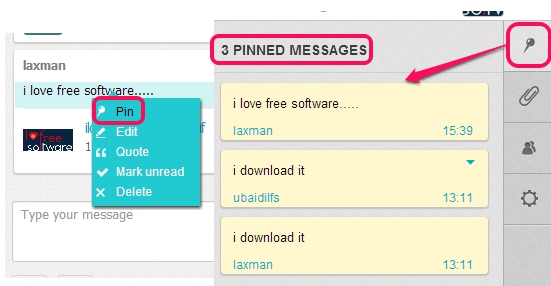 laxman
i love free software.....
Pin
Edit
Quote
Mark unread
Delete
free
software
Type your message
3 PINNED MESSAGES
i love free software.....
laxman 15:39
i download it
ubaidilfs 13:11
i download it
laxman 13:11